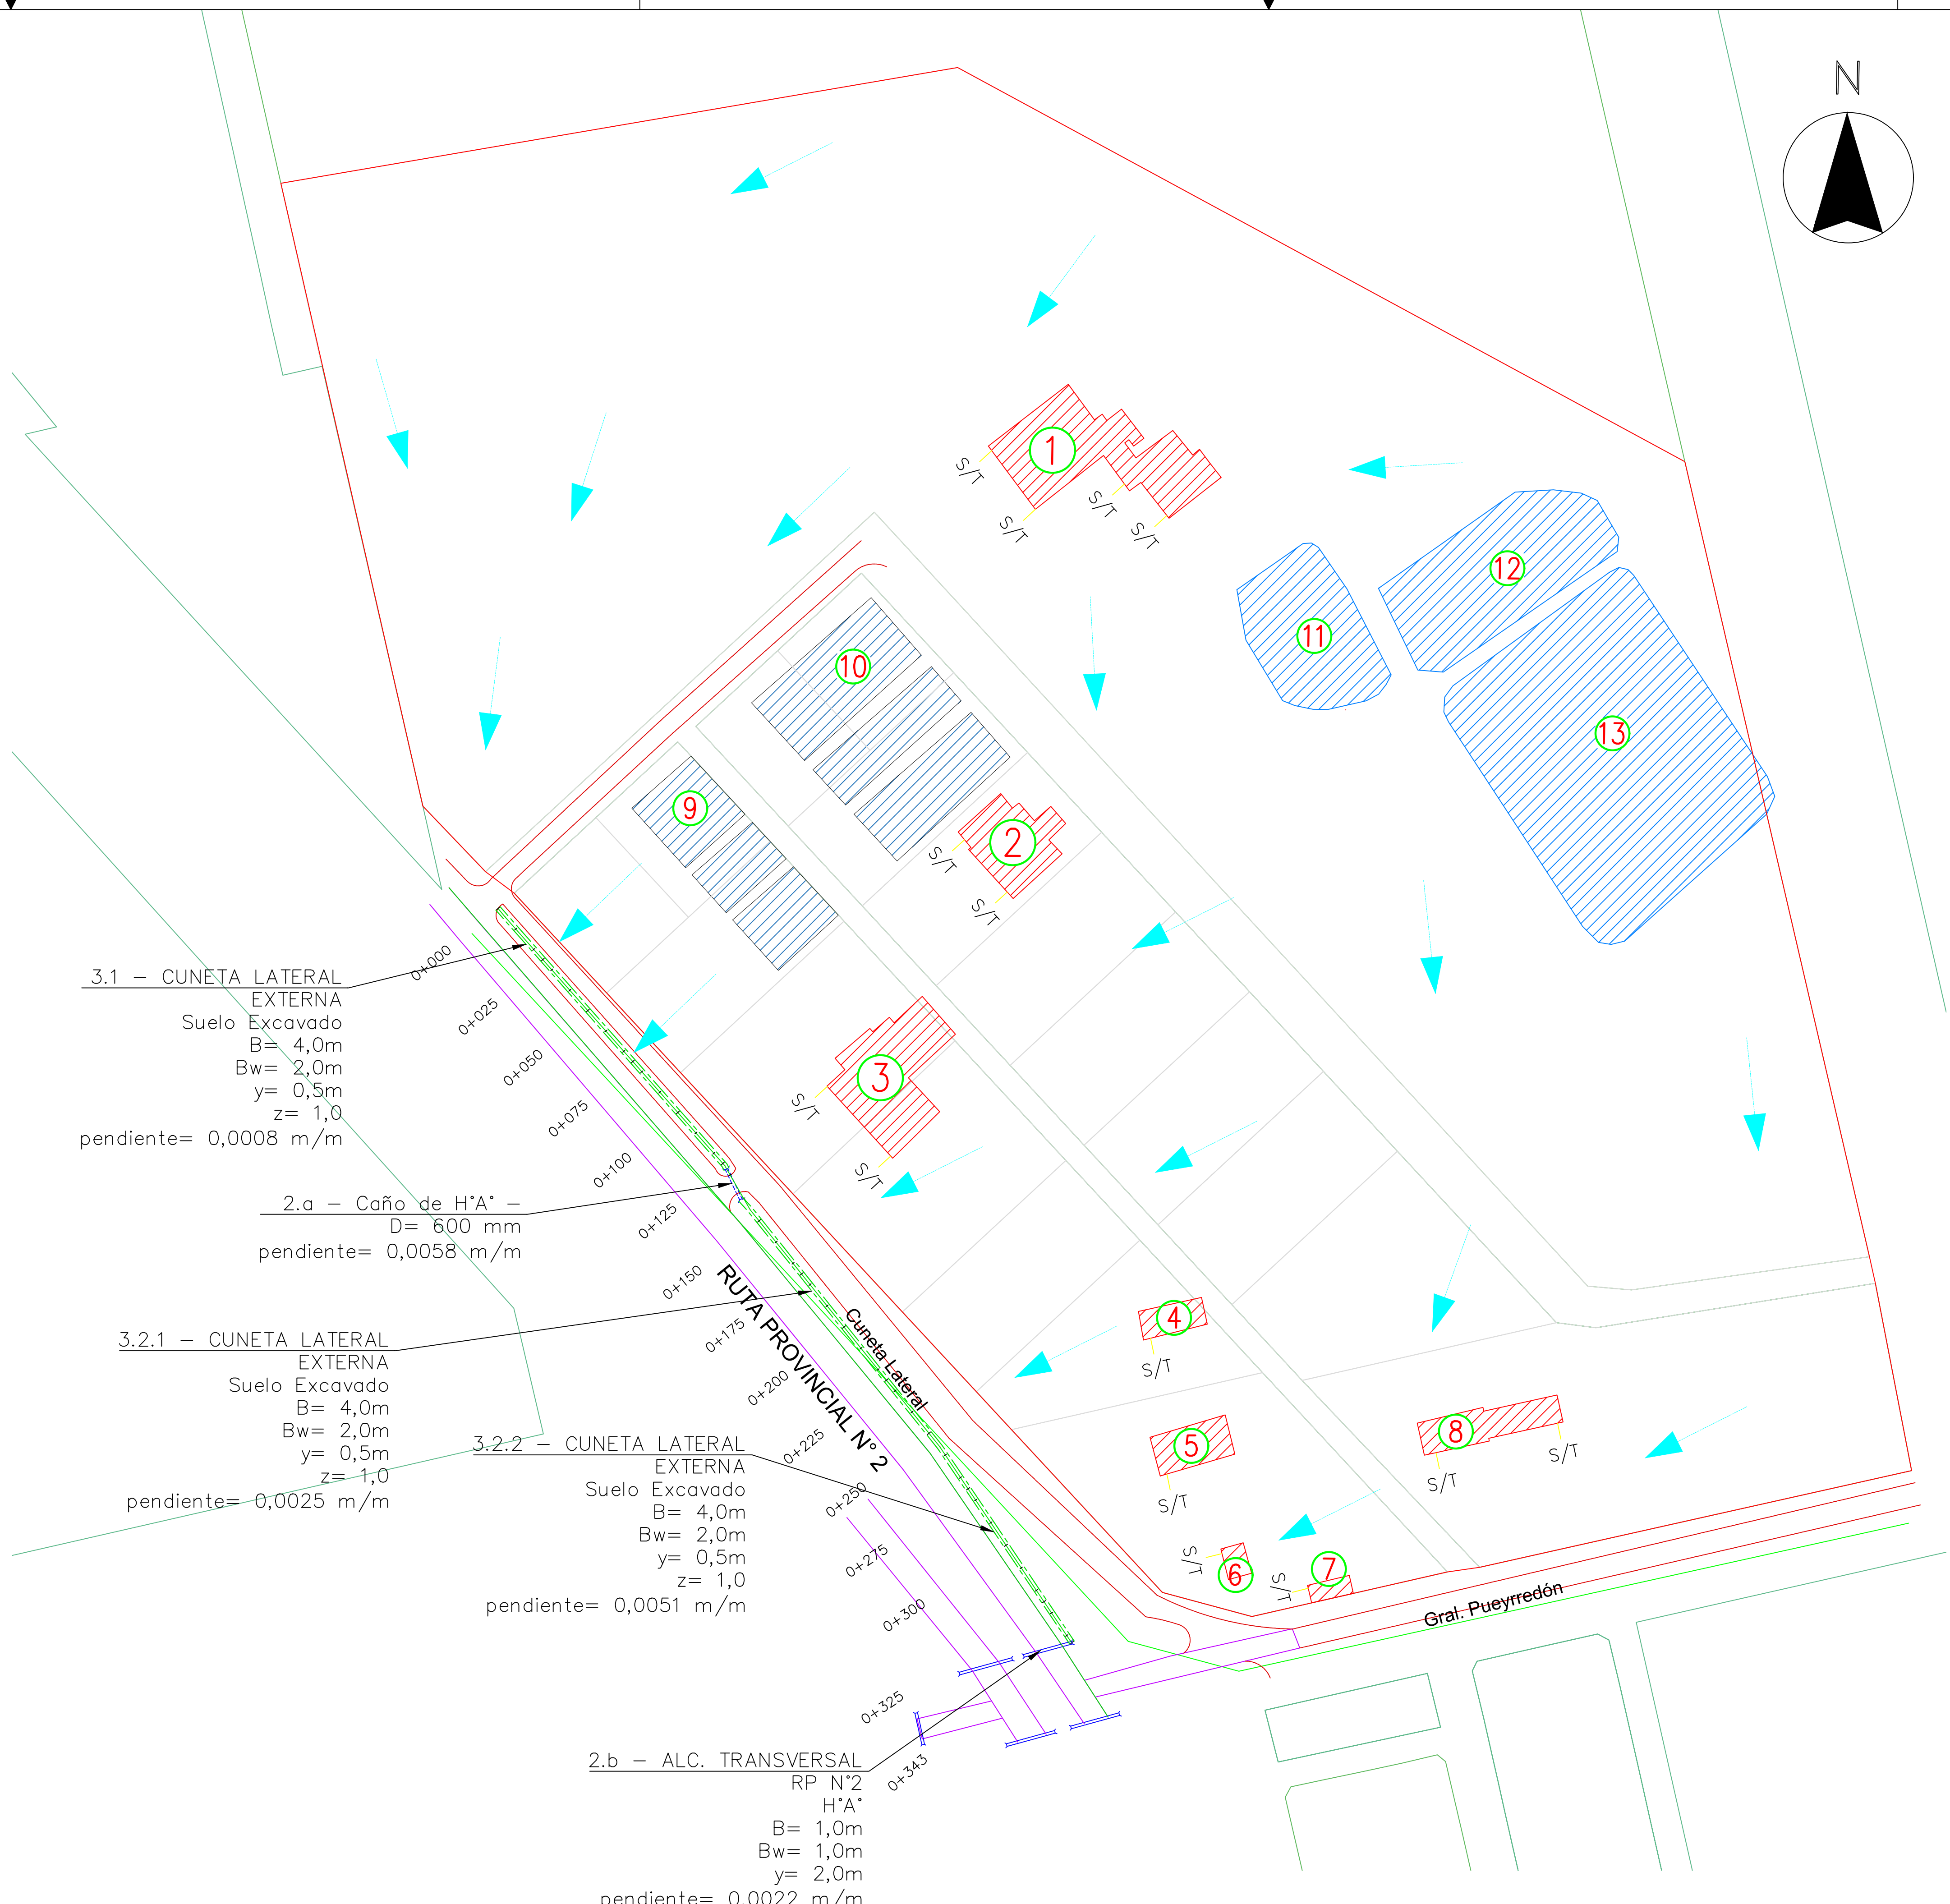 N
1
S/T
S/T
S/T
S/T
12
11
10
13
9
2
S/T
S/T
0+000
3.1 - CUNETA LATERAL
EXTERNA
Suelo Excavado
B= 4,0m
Bw= 2,0m
y= 0,5m
z= 1,0
pendiente= 0,0008 m/m
0+025
0+050
0+075
0+100
0+125
0+150
0+175
0+200
0+225
0+250
0+275
0+300
0+325
0+343
3
S/T
S/T
2.a - Caño de H°A° -
D= 600 mm
pendiente= 0,0058 m/m
RUTA PROVINCIAL N° 2
Cuneta Lateral
3.2.1 - CUNETA LATERAL
EXTERNA
Suelo Excavado
B= 4,0m
Bw= 2,0m
y= 0,5m
z= 1,0
pendiente= 0,0025 m/m
3.2.2 - CUNETA LATERAL
EXTERNA
Suelo Excavado
B= 4,0m
Bw= 2,0m
y= 0,5m
z= 1,0
pendiente= 0,0051 m/m
4
S/T
5
S/T
8
S/T
S/T
6
S/T
7
S/T
Gral. Pueyrredón
2.b - ALC. TRANSVERSAL
RP N°2
H°A°
B= 1,0m
Bw= 1,0m
y= 2,0m
pendiente= 0,0022 m/m